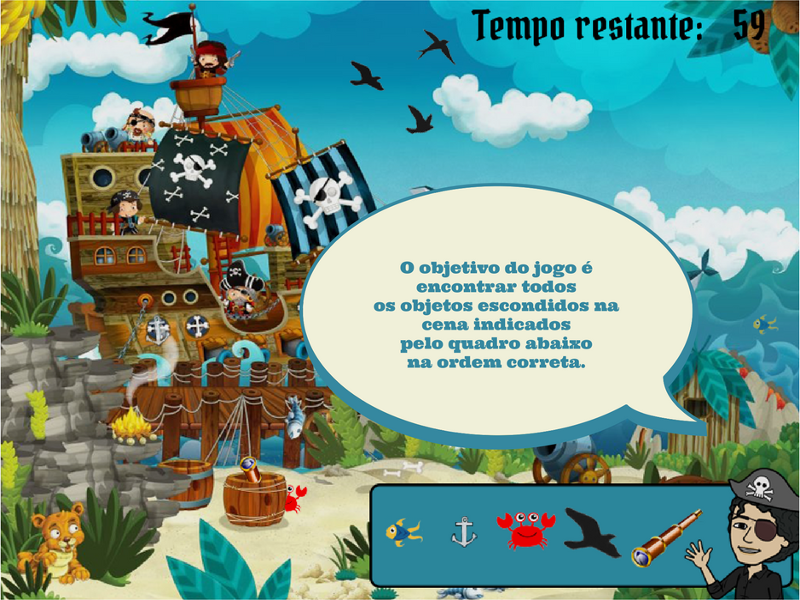 Tempo restante: 59
O objetivo do jogo é
encontrar todos
os objetos escondidos na
cena indicados
pelo quadro abaixo
na ordem correta.